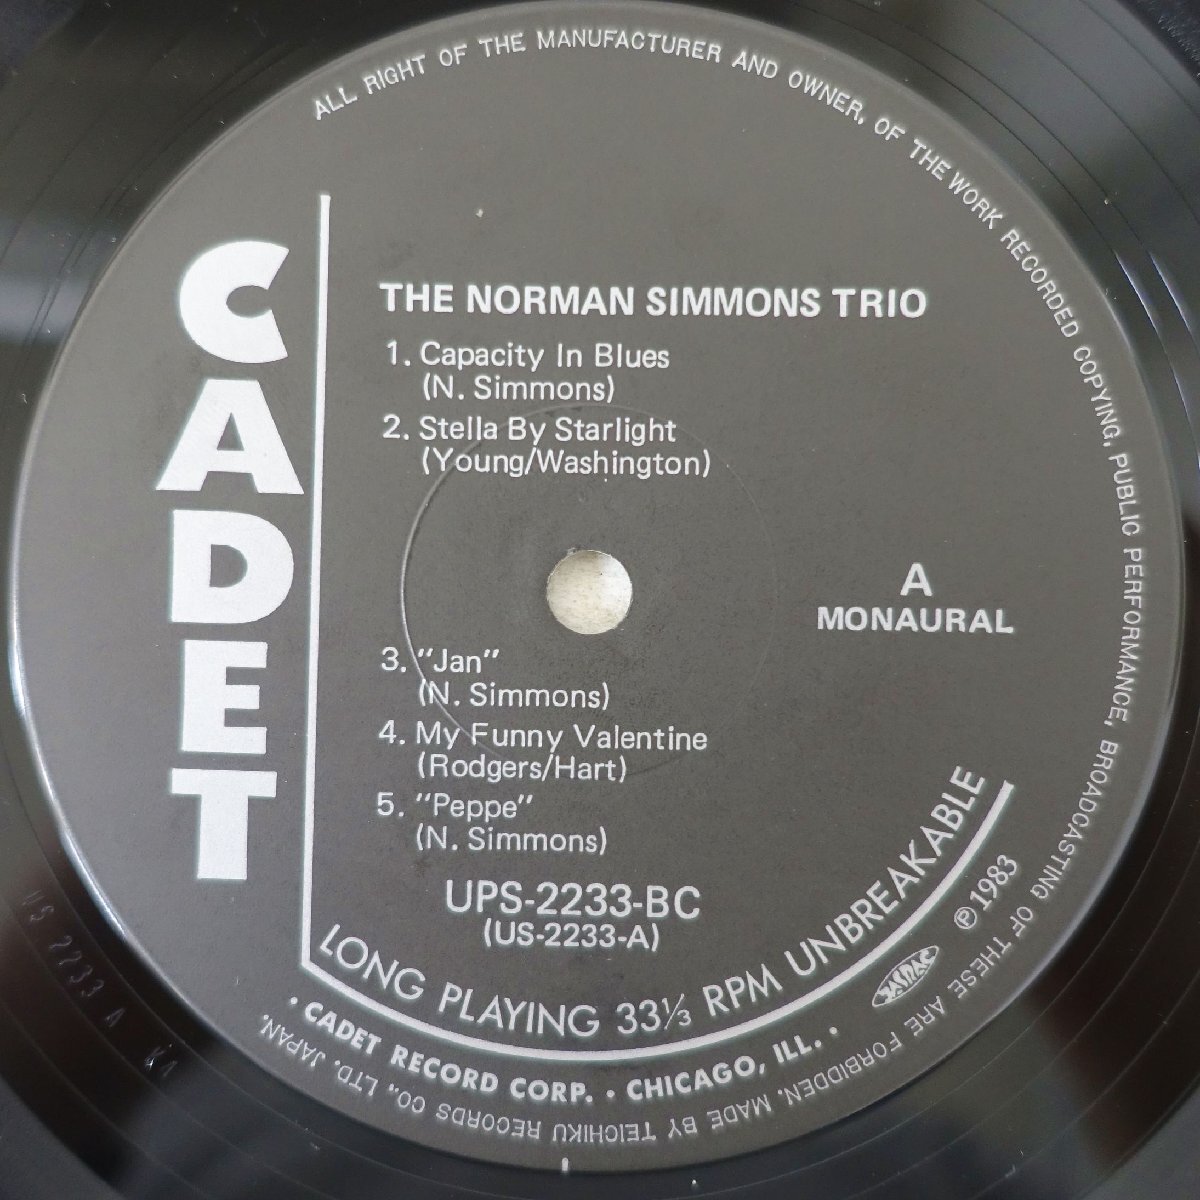 ALL RIGHT OF THE MANUFACTURER AND OWNER, OF THE WORK RECORDED COPYING, PUBLIC PERFORMANCE, BROADCASTING OF THESE ARE FORBIDDEN. MADE BY TEICHIKU RECORDS CO., LTD. JAPAN.
CADET
THE NORMAN SIMMONS TRIO
1. Capacity In Blues
(N. Simmons)
2. Stella By Starlight
(Young/Washington)
A
MONAURAL
3. "Jan"
(N. Simmons)
4. My Funny Valentine
(Rodgers/Hart)
5. "Peppe"
(N. Simmons)
UPS-2233-BC
(US-2233-A)
LONG PLAYING 33⅓ RPM UNBREAKABLE
℗ 1983
JASRAC
• CADET RECORD CORP. • CHICAGO, ILL. •
US 2233 A